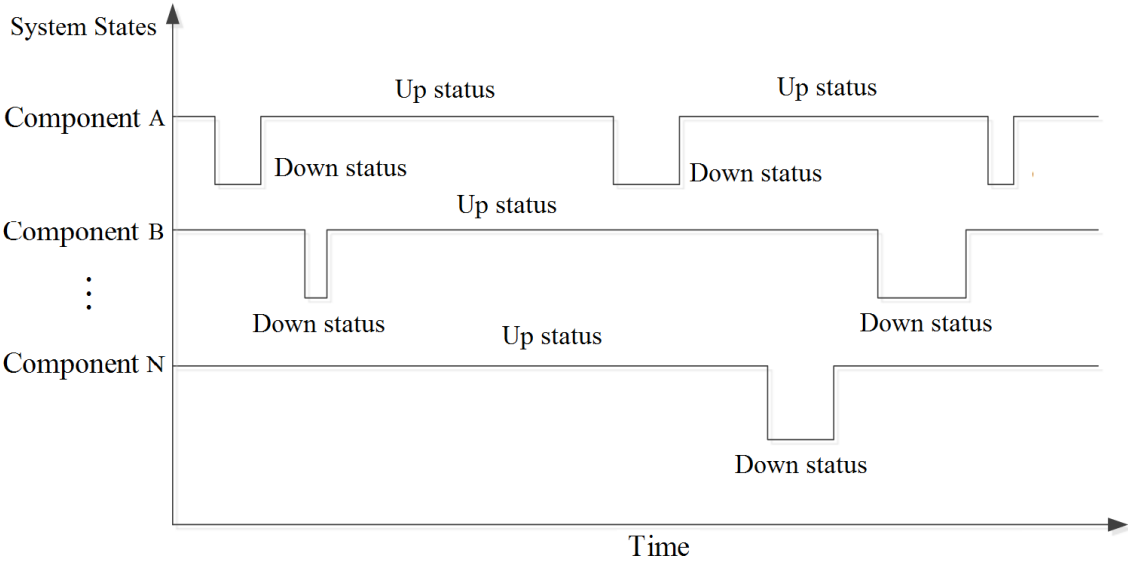 System States
Up status
Up status
Component A
Down status
Down status
Up status
Component B
⋮
Down status
Down status
Up status
Component N
Down status
Time